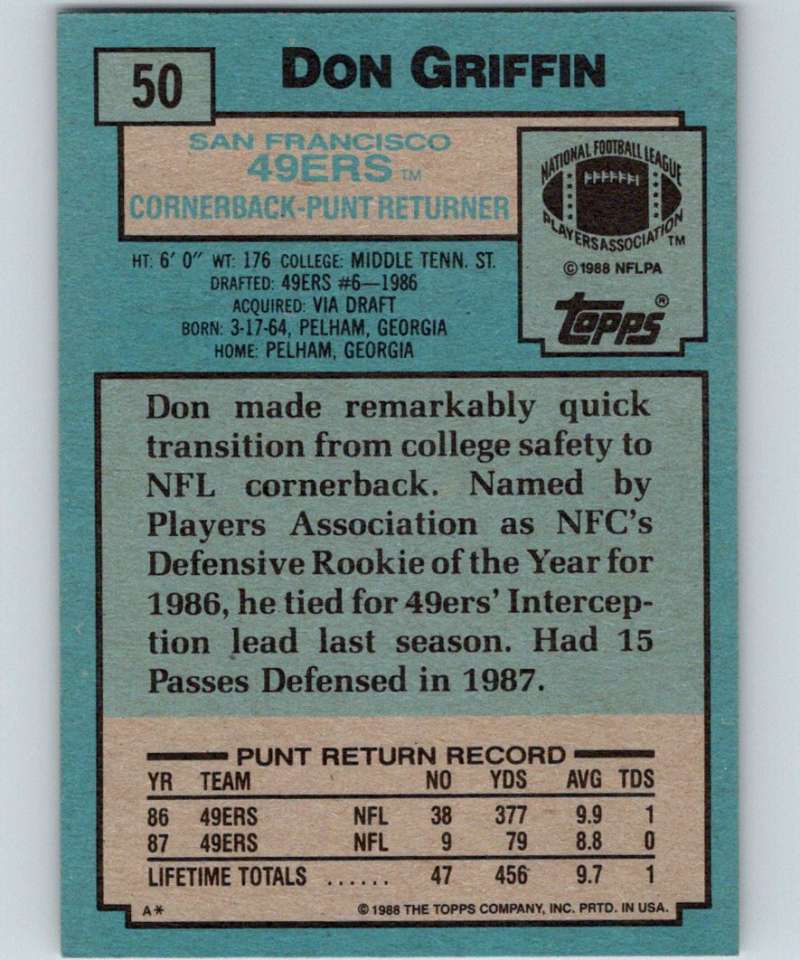 50
DON GRIFFIN
SAN FRANCISCO
49ERS TM
CORNERBACK-PUNT RETURNER
NATIONAL FOOTBALL LEAGUE
PLAYERS ASSOCIATION TM
© 1988 NFLPA
Topps ®
HT: 6' 0" WT: 176 COLLEGE: MIDDLE TENN. ST.
DRAFTED: 49ERS #6—1986
ACQUIRED: VIA DRAFT
BORN: 3-17-64, PELHAM, GEORGIA
HOME: PELHAM, GEORGIA
Don made remarkably quick
transition from college safety to
NFL cornerback. Named by
Players Association as NFC's
Defensive Rookie of the Year for
1986, he tied for 49ers' Intercep-
tion lead last season. Had 15
Passes Defensed in 1987.
PUNT RETURN RECORD
YR TEAM NO YDS AVG TDS
86 49ERS NFL 38 377 9.9 1
87 49ERS NFL 9 79 8.8 0
LIFETIME TOTALS ...... 47 456 9.7 1
A* © 1988 THE TOPPS COMPANY, INC. PRTD. IN USA.